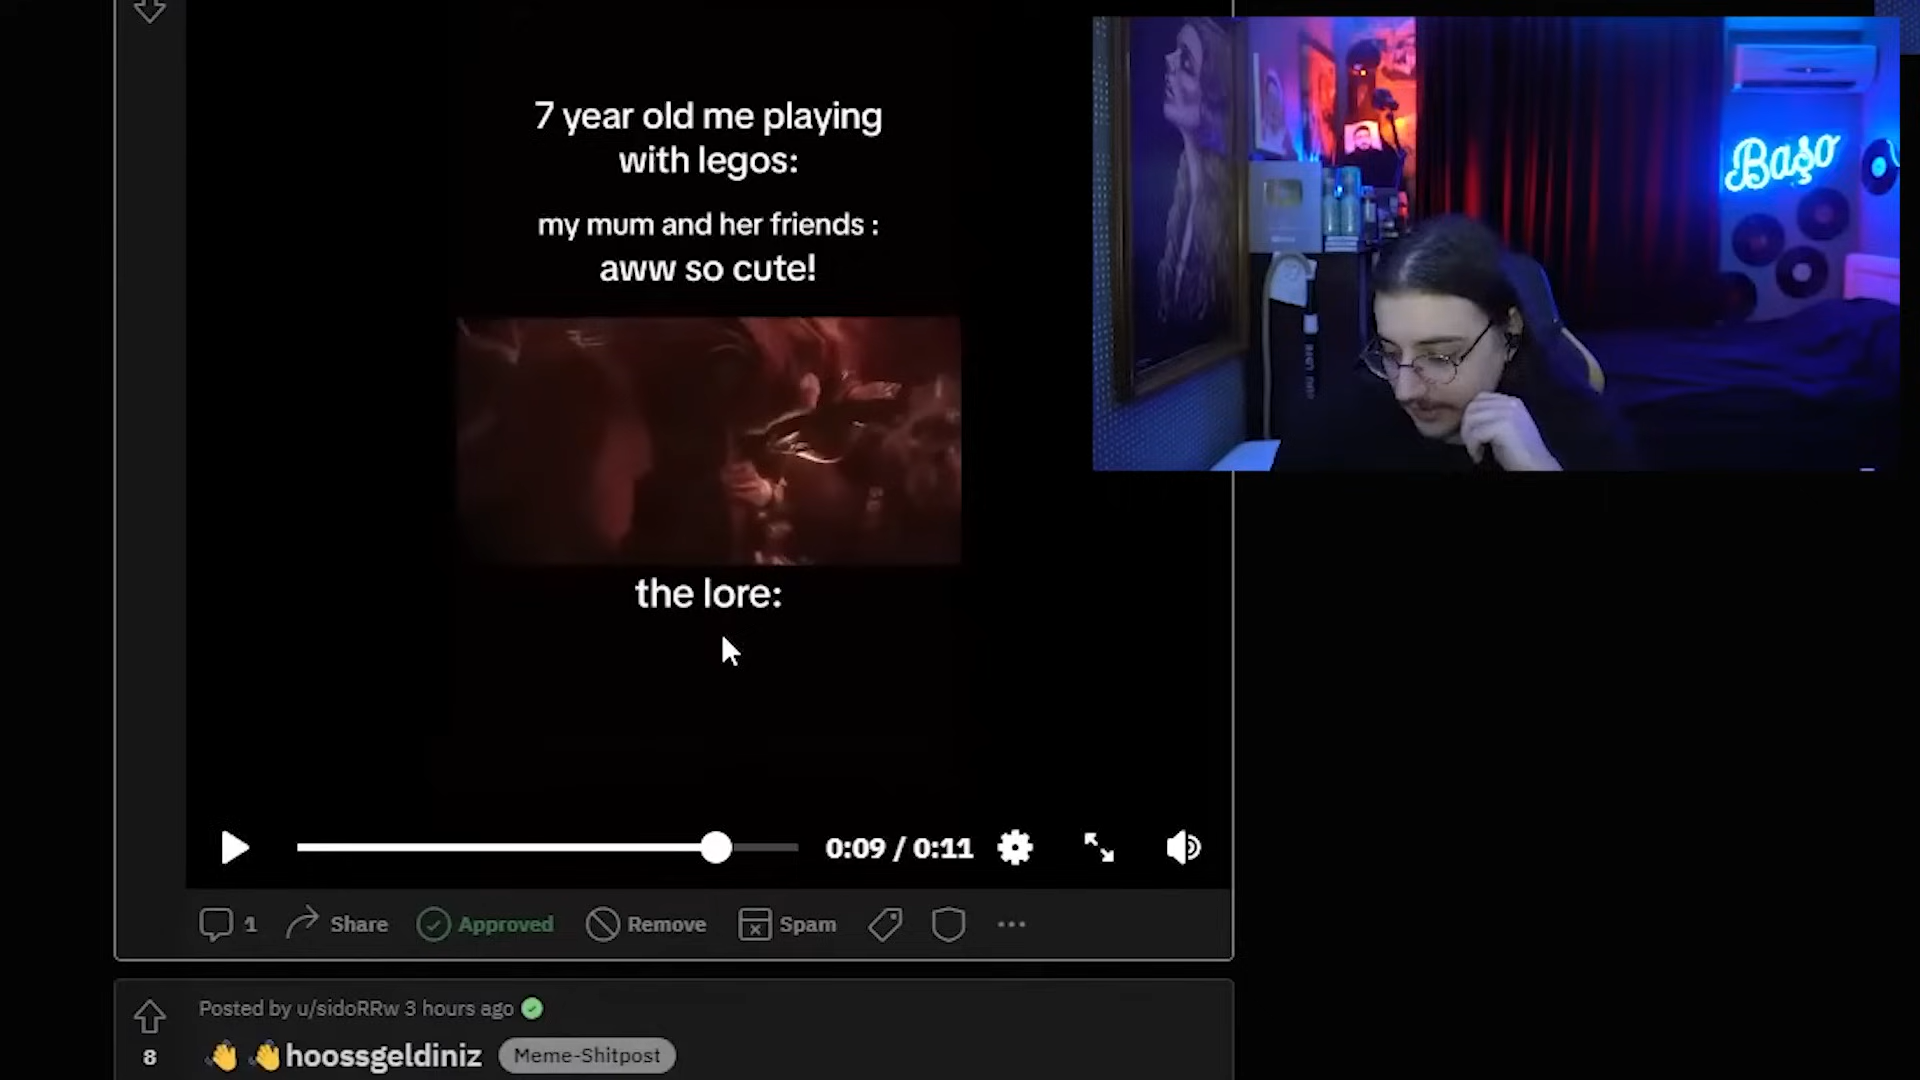 7 year old me playing
with legos:
my mum and her friends :
aww so cute!
the lore:
Başo
0:09 / 0:11
1 Share Approved Remove Spam
Posted by u/sidoRRw 3 hours ago
8
👋 👋hoossgeldiniz Meme-Shitpost